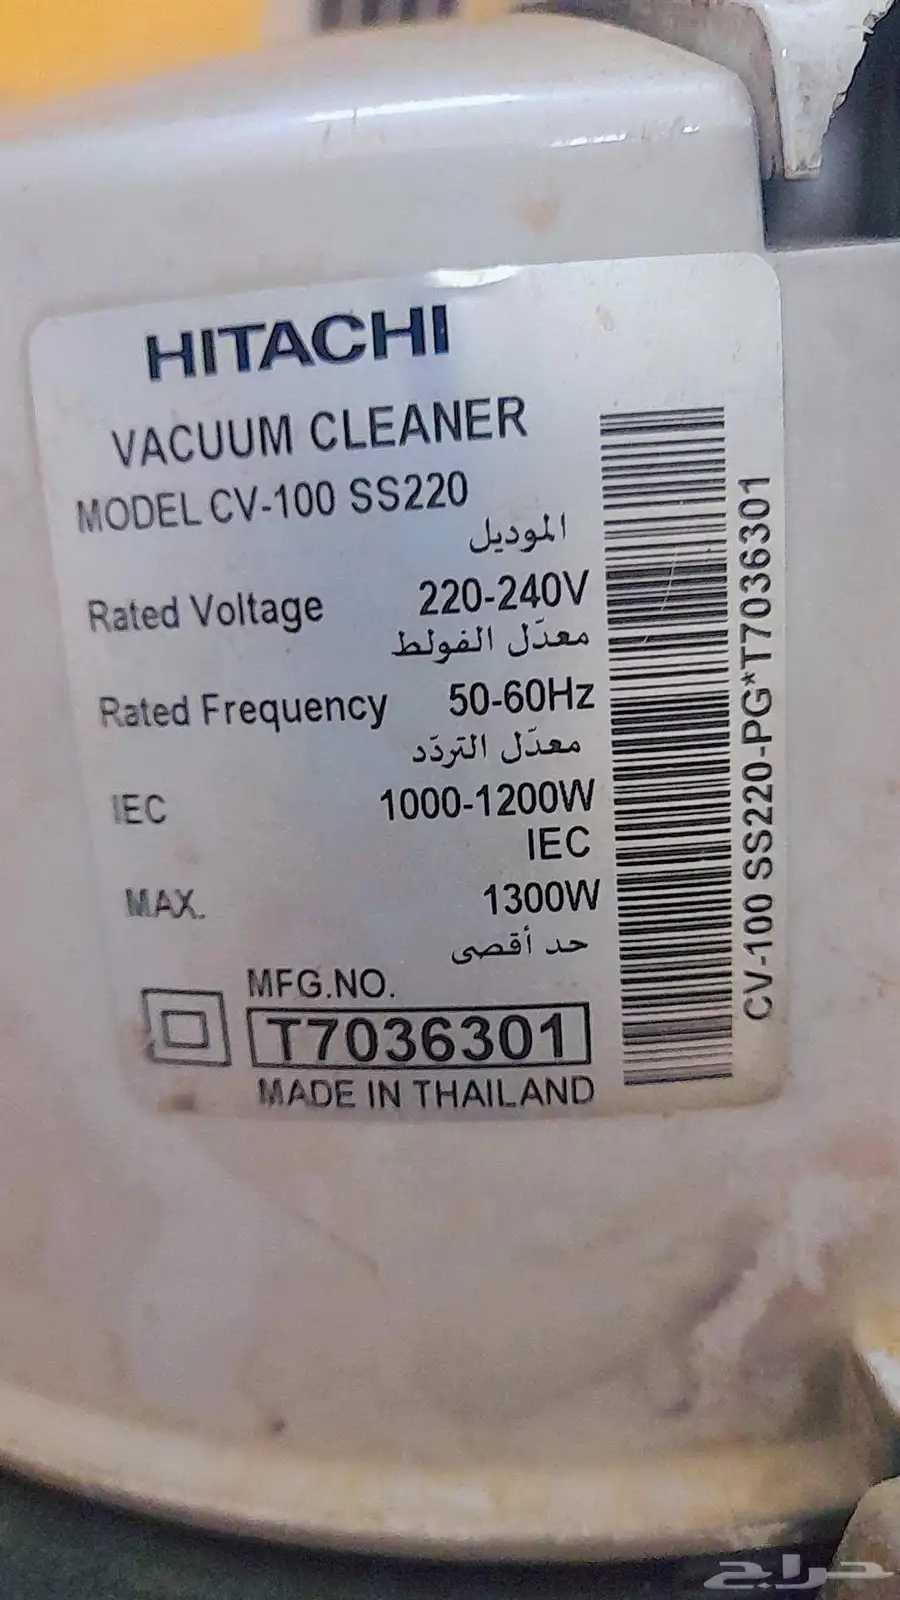 HITACHI
VACUUM CLEANER
MODEL CV-100 SS220
الموديل
Rated Voltage 220-240V
معدّل الفولط
Rated Frequency 50-60Hz
معدّل التردّد
IEC 1000-1200W
IEC
MAX. 1300W
حد أقصى
MFG.NO.
T7036301
MADE IN THAILAND
CV-100 SS220-PG*T7036301
حراج